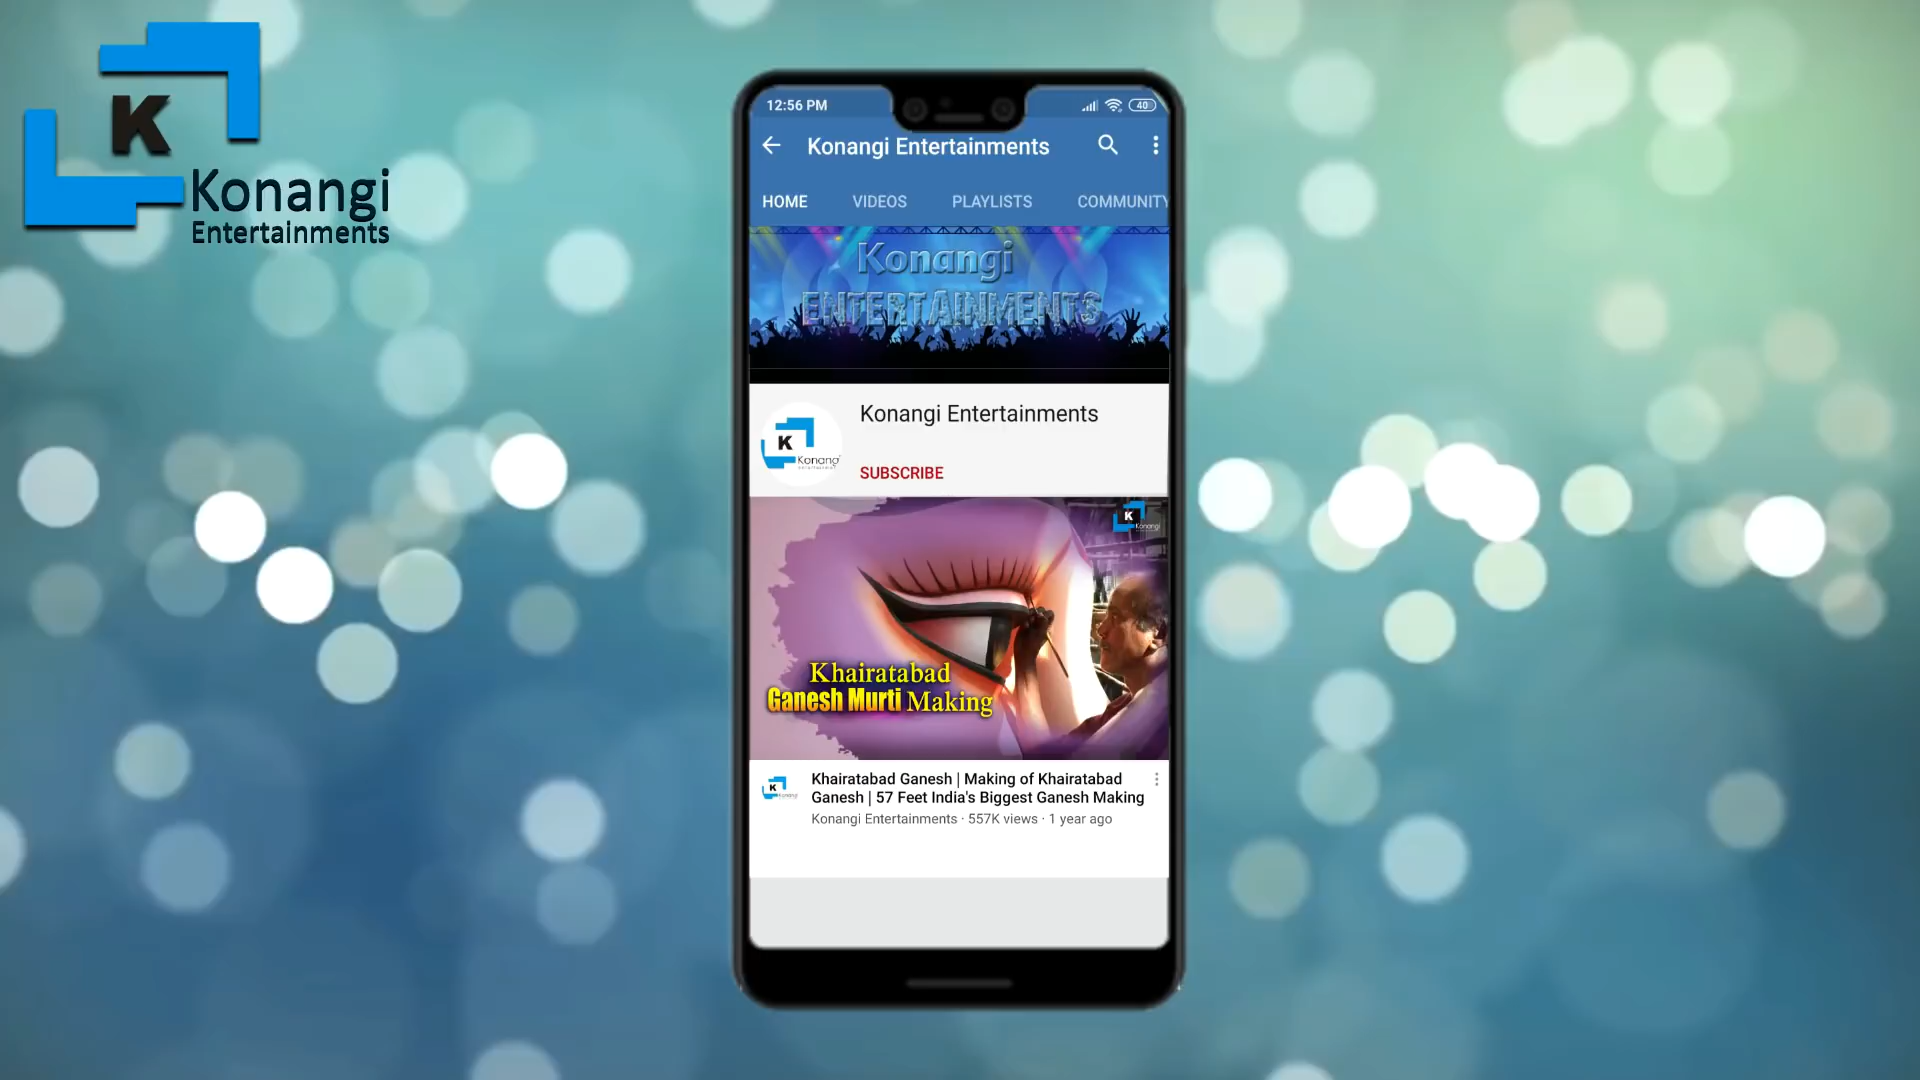 K
Konangi
Entertainments
12:56 PM
40
Konangi Entertainments
HOME VIDEOS PLAYLISTS COMMUNITY
Konangi
ENTERTAINMENTS
Konangi Entertainments
K
Konangi
SUBSCRIBE
K
Konangi
Khairatabad
Ganesh Murti Making
Khairatabad Ganesh | Making of Khairatabad
Ganesh | 57 Feet India's Biggest Ganesh Making
Konangi Entertainments · 557K views · 1 year ago
K